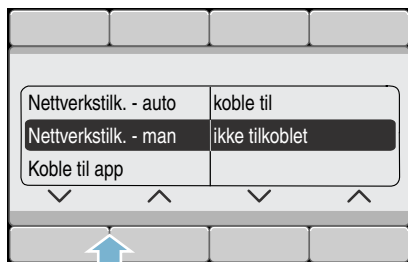 Nettverkstilk. - auto koble til
Nettverkstilk. - man ikke tilkoblet
Koble til app